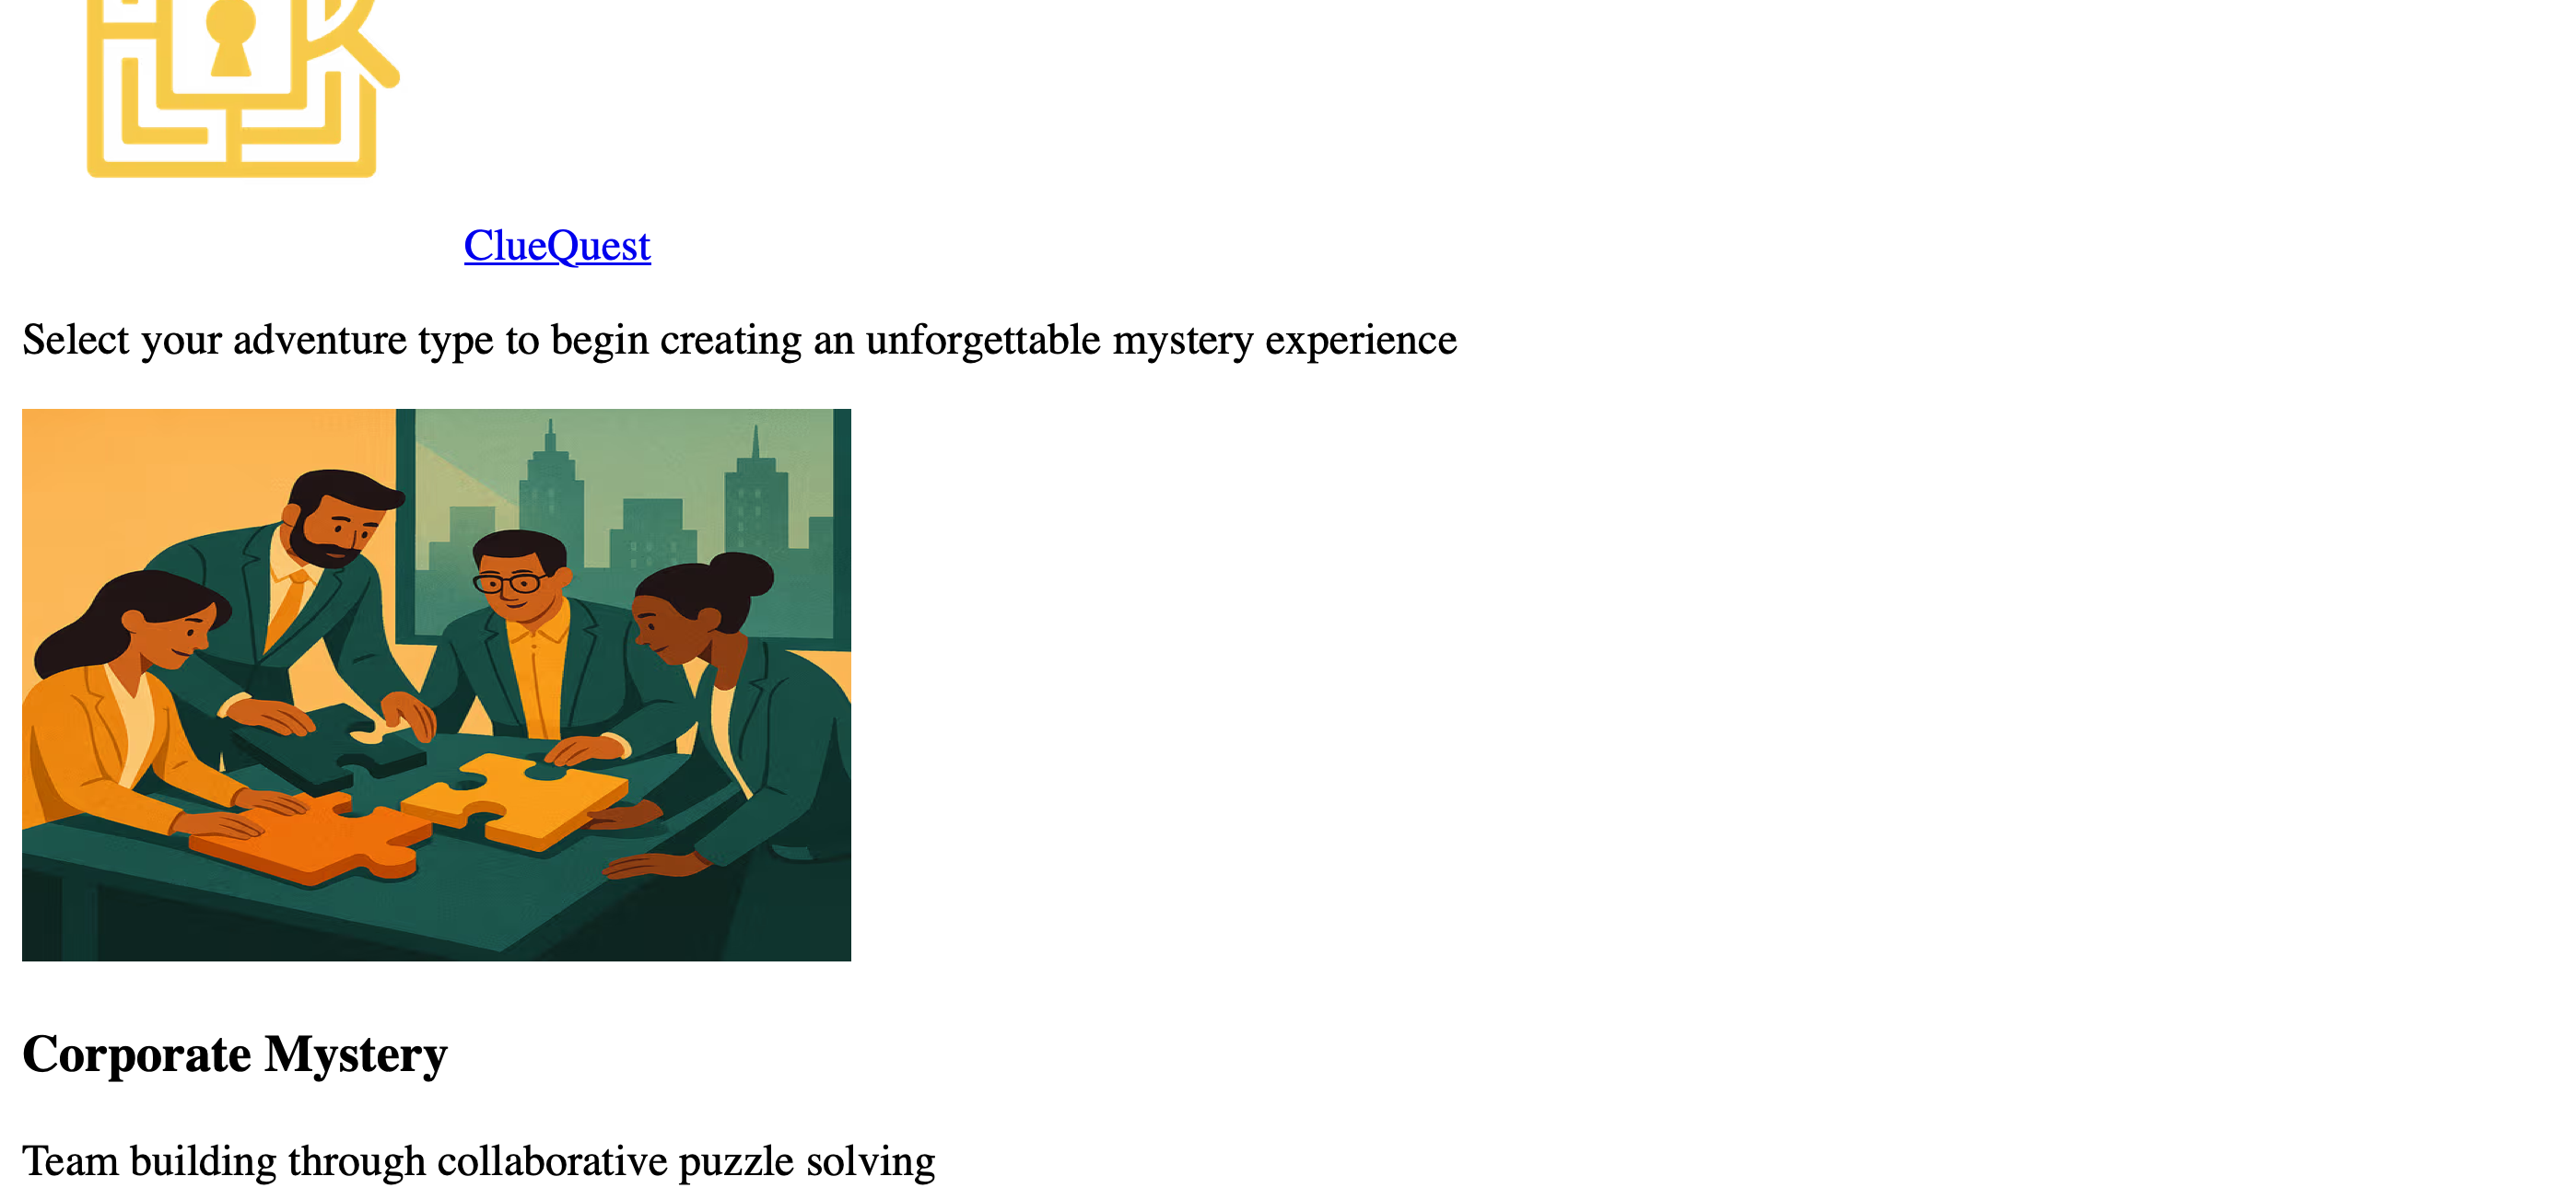 ClueQuest
Select your adventure type to begin creating an unforgettable mystery experience
Corporate Mystery
Team building through collaborative puzzle solving